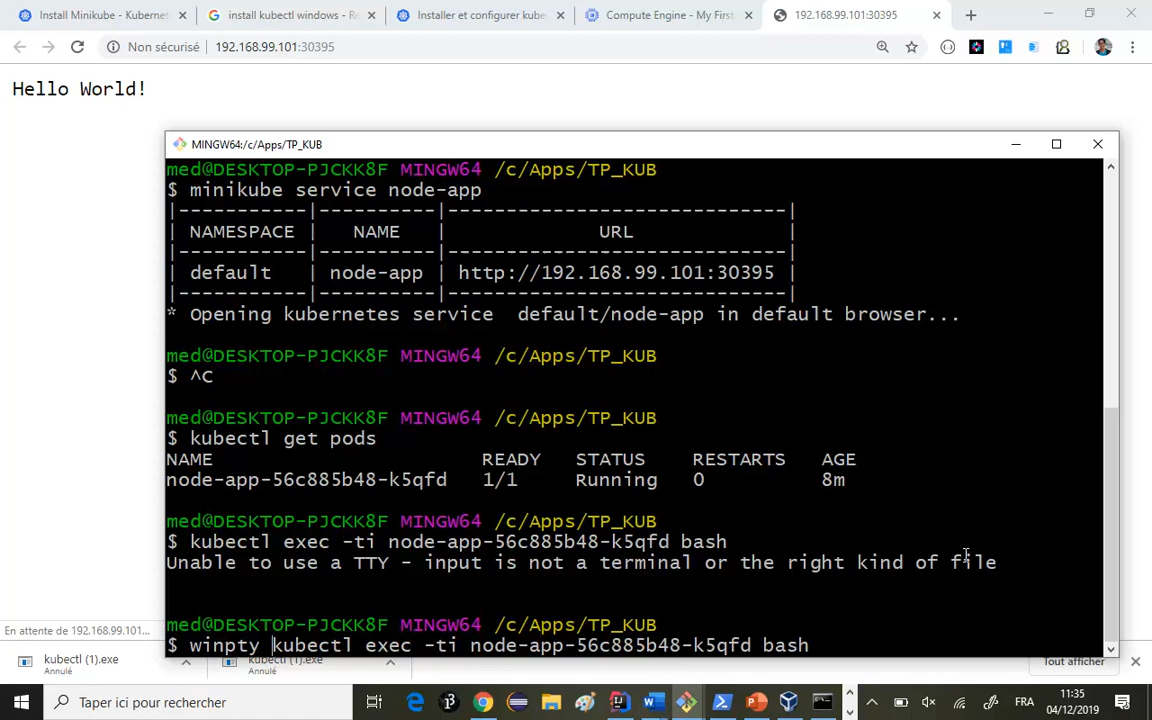 Install Minikube - Kubernet
install kubectl windows - Re
Installer et configurer kube
Compute Engine - My First
192.168.99.101:30395
Non sécurisé
192.168.99.101:30395
Hello World!
MINGW64:/c/Apps/TP_KUB
med@DESKTOP-PJCKK8F MINGW64 /c/Apps/TP_KUB
$ minikube service node-app
|-----------|----------|-----------------------------|
| NAMESPACE | NAME | URL |
|-----------|----------|-----------------------------|
| default | node-app | http://192.168.99.101:30395 |
|-----------|----------|-----------------------------|
* Opening kubernetes service default/node-app in default browser...
med@DESKTOP-PJCKK8F MINGW64 /c/Apps/TP_KUB
$ ^C
med@DESKTOP-PJCKK8F MINGW64 /c/Apps/TP_KUB
$ kubectl get pods
NAME READY STATUS RESTARTS AGE
node-app-56c885b48-k5qfd 1/1 Running 0 8m
med@DESKTOP-PJCKK8F MINGW64 /c/Apps/TP_KUB
$ kubectl exec -ti node-app-56c885b48-k5qfd bash
Unable to use a TTY - input is not a terminal or the right kind of file
med@DESKTOP-PJCKK8F MINGW64 /c/Apps/TP_KUB
$ winpty kubectl exec -ti node-app-56c885b48-k5qfd bash
En attente de 192.168.99.101...
kubectl (1).exe
Annulé
kubectl (1).exe
Annulé
Tout afficher
Taper ici pour rechercher
FRA
11:35
04/12/2019